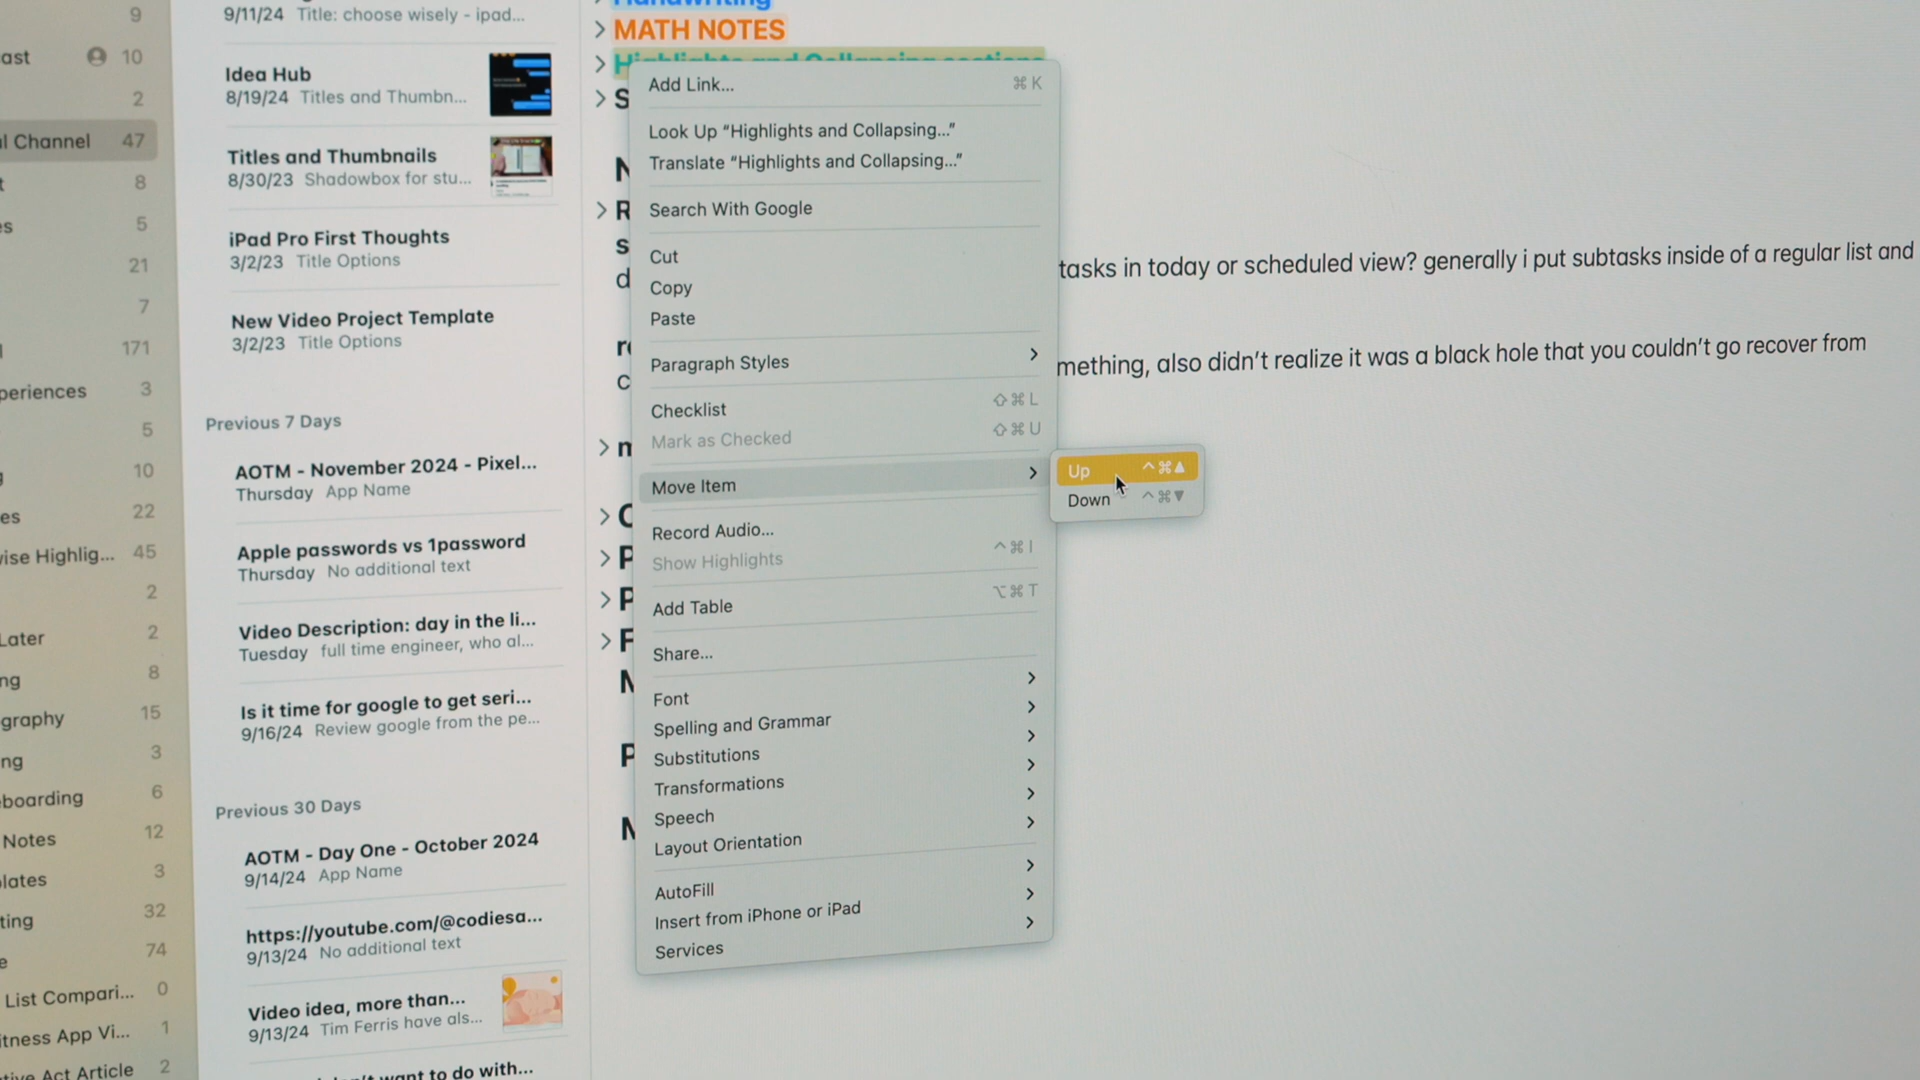 9
ast 10
2
l Channel 47
t 8
s 5
21
7
l 171
periences 3
5
g 10
es 22
vise Highlig... 45
2
Later 2
ng 8
graphy 15
ng 3
boarding 6
Notes 12
lates 3
ting 32
e 74
List Compari... 0
itness App Vi... 1
tive Act Article 2
9/11/24 Title: choose wisely - ipad...
Idea Hub
8/19/24 Titles and Thumbn...
Titles and Thumbnails
8/30/23 Shadowbox for stu...
iPad Pro First Thoughts
3/2/23 Title Options
New Video Project Template
3/2/23 Title Options
Previous 7 Days
AOTM - November 2024 - Pixel...
Thursday App Name
Apple passwords vs 1password
Thursday No additional text
Video Description: day in the li...
Tuesday full time engineer, who al...
Is it time for google to get seri...
9/16/24 Review google from the pe...
Previous 30 Days
AOTM - Day One - October 2024
9/14/24 App Name
https://youtube.com/@codiesa...
9/13/24 No additional text
Video idea, more than...
9/13/24 Tim Ferris have als...
want to do with...
Handwriting
MATH NOTES
Highlights and Collapsing sections
S
N
R
s
d
tasks in today or scheduled view? generally i put subtasks inside of a regular list and
re
c
mething, also didn't realize it was a black hole that you couldn't go recover from
m
C
P
P
F
M
P
M
Add Link... ⌘ K
Look Up “Highlights and Collapsing...”
Translate “Highlights and Collapsing...”
Search With Google
Cut
Copy
Paste
Paragraph Styles
Checklist ⇧ ⌘ L
Mark as Checked ⇧ ⌘ U
Move Item
Record Audio...
Show Highlights ^ ⌘ I
Add Table ⌥ ⌘ T
Share...
Font
Spelling and Grammar
Substitutions
Transformations
Speech
Layout Orientation
AutoFill
Insert from iPhone or iPad
Services
Up ^⌘▲
Down ^⌘▼